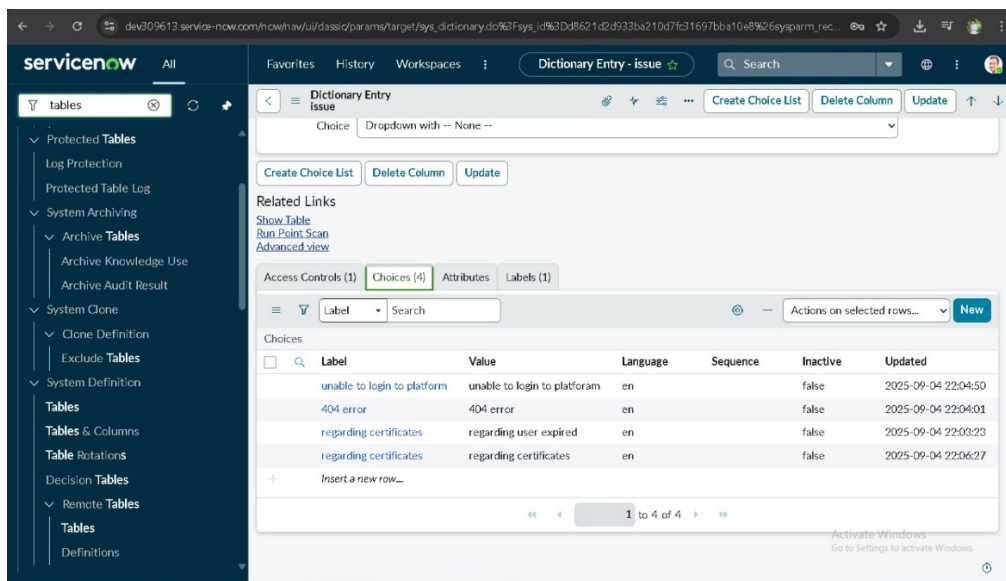 dev309613.service-now.com/now/nav/ui/classic/params/target/sys_dictionary.do%3Fsys_id%3Dd8621d2d933ba210d7fc31697bba10e8%26sysparm_rec...
servicenow All Favorites History Workspaces Dictionary Entry - issue Search
tables
Dictionary Entry
issue
Create Choice List Delete Column Update
Choice Dropdown with -- None --
Protected Tables
Log Protection
Protected Table Log
System Archiving
Archive Tables
Archive Knowledge Use
Archive Audit Result
System Clone
Clone Definition
Exclude Tables
System Definition
Tables
Tables & Columns
Table Rotations
Decision Tables
Remote Tables
Tables
Definitions
Create Choice List Delete Column Update
Related Links
Show Table
Run Point Scan
Advanced view
Access Controls (1) Choices (4) Attributes Labels (1)
Label Search Actions on selected rows... New
Choices
Label Value Language Sequence Inactive Updated
unable to login to platform unable to login to platforam en false 2025-09-04 22:04:50
404 error 404 error en false 2025-09-04 22:04:01
regarding certificates regarding user expired en false 2025-09-04 22:03:23
regarding certificates regarding certificates en false 2025-09-04 22:06:27
Insert a new row...
1 to 4 of 4
Activate Windows
Go to Settings to activate Windows.